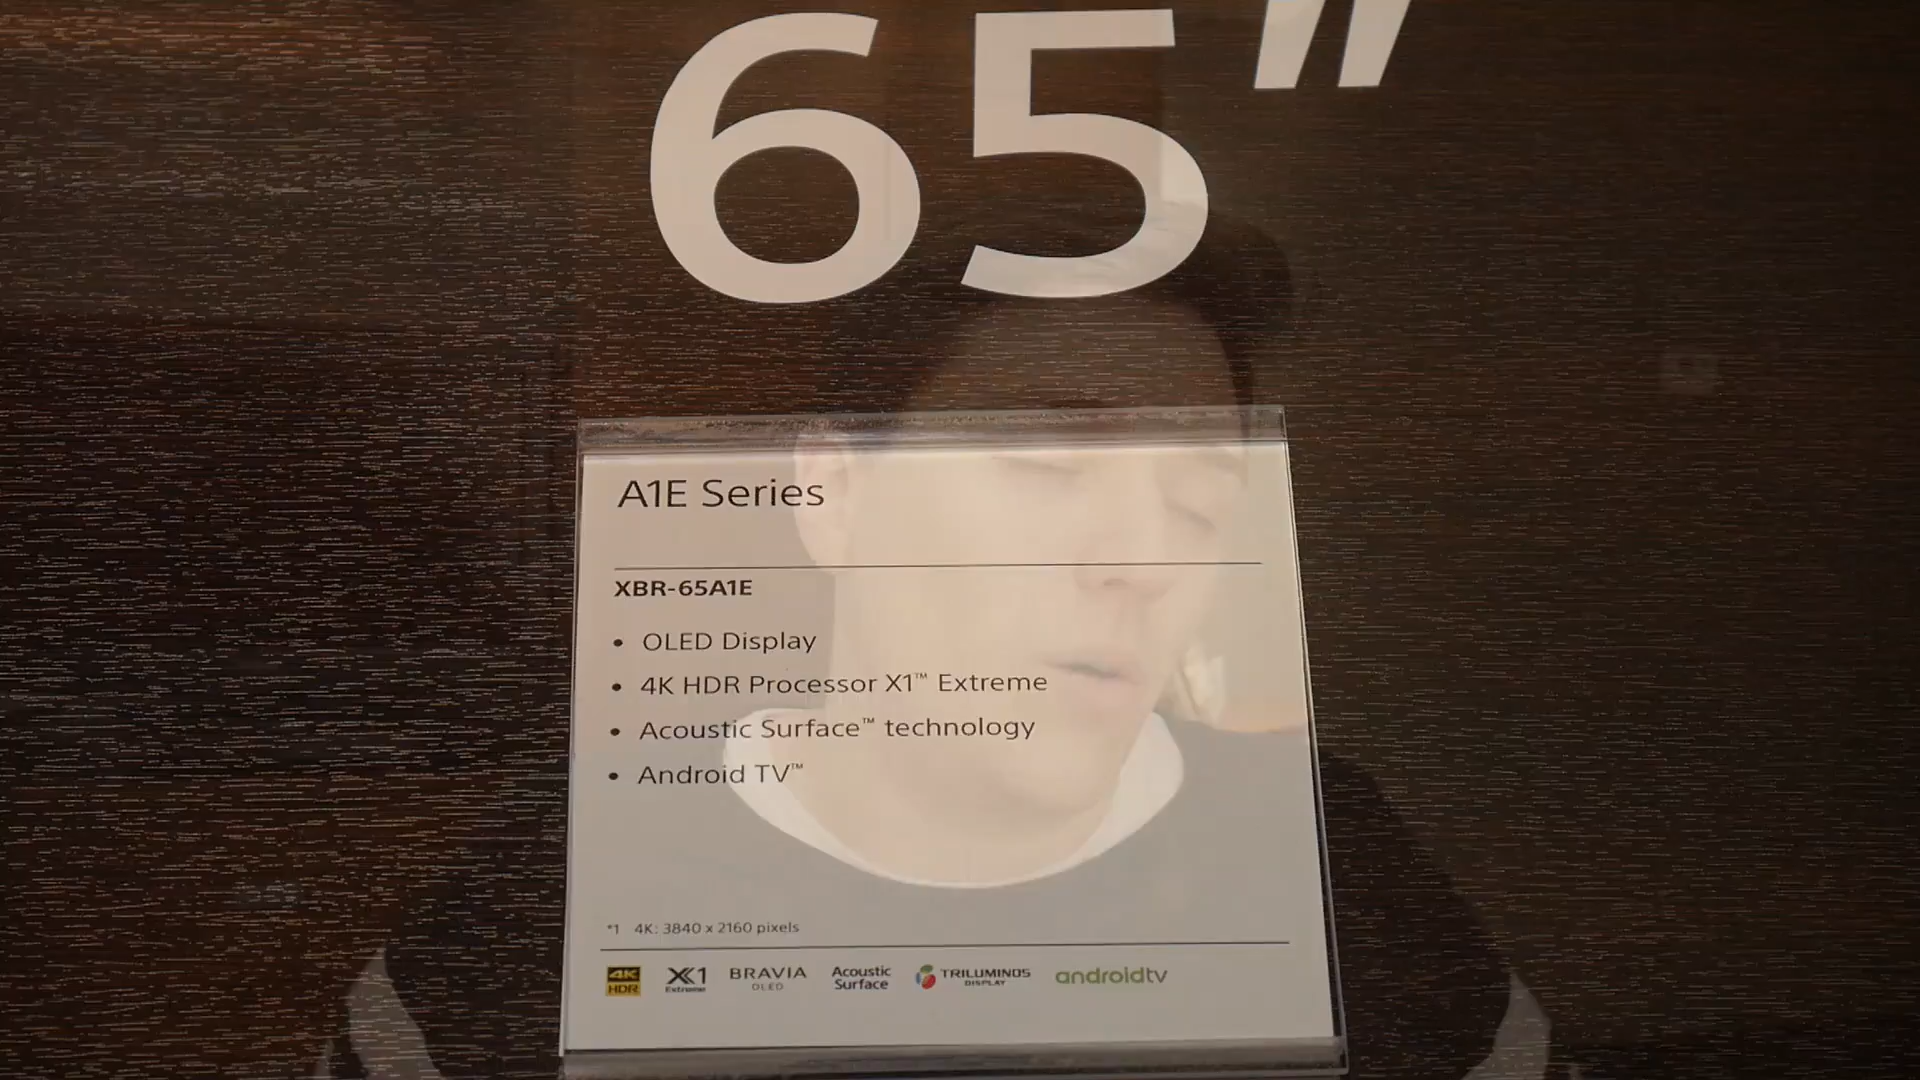 65"
A1E Series
XBR-65A1E
• OLED Display
• 4K HDR Processor X1™ Extreme
• Acoustic Surface™ technology
• Android TV™
*1 4K: 3840 x 2160 pixels
4K HDR
X1 Extreme
BRAVIA OLED
Acoustic Surface
TRILUMINOS DISPLAY
androidtv